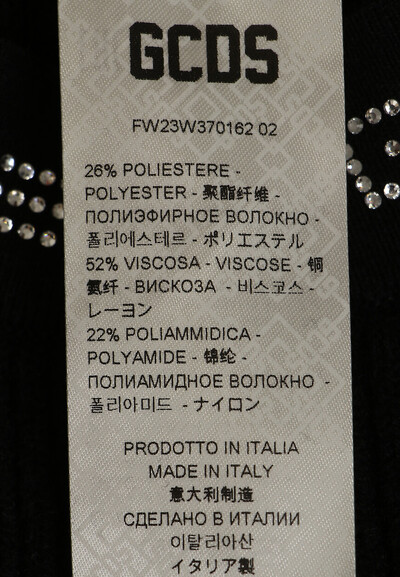 GCDS
FW23W370162 02
26% POLIESTERE -
POLYESTER - 聚酯纤维 -
ПОЛИЭФИРНОЕ ВОЛОКНО -
폴리에스테르 - ポリエステル
52% VISCOSA - VISCOSE - 铜
氨纤 - ВИСКОЗА - 비스코스 -
レーヨン
22% POLIAMMIDICA -
POLYAMIDE - 锦纶 -
ПОЛИАМИДНОЕ ВОЛОКНО -
폴리아미드 - ナイロン
PRODOTTO IN ITALIA
MADE IN ITALY
意大利制造
СДЕЛАНО В ИТАЛИИ
이탈리아산
イタリア製